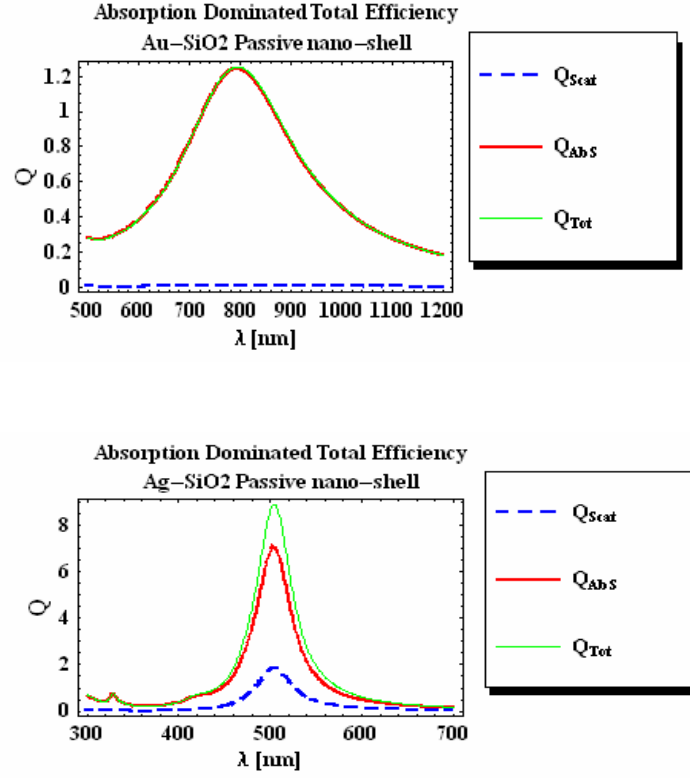 Absorption Dominated Total Efficiency
Au-SiO2 Passive nano-shell
1.2
1
0.8
0.6
0.4
0.2
0
Q
500 600 700 800 900 1000 1100 1200
λ [nm]
QScat
QAbS
QTot
Absorption Dominated Total Efficiency
Ag-SiO2 Passive nano-shell
8
6
4
2
0
Q
300 400 500 600 700
λ [nm]
QScat
QAbS
QTot